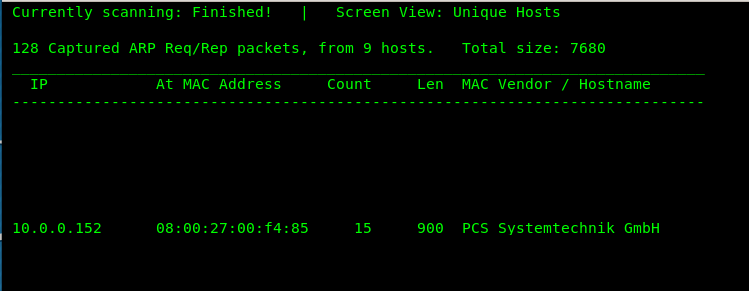 Currently scanning: Finished!   |   Screen View: Unique Hosts
128 Captured ARP Req/Rep packets, from 9 hosts.   Total size: 7680
_____________________________________________________________________________
  IP            At MAC Address     Count     Len  MAC Vendor / Hostname
-----------------------------------------------------------------------------
10.0.0.152      08:00:27:00:f4:85     15     900  PCS Systemtechnik GmbH